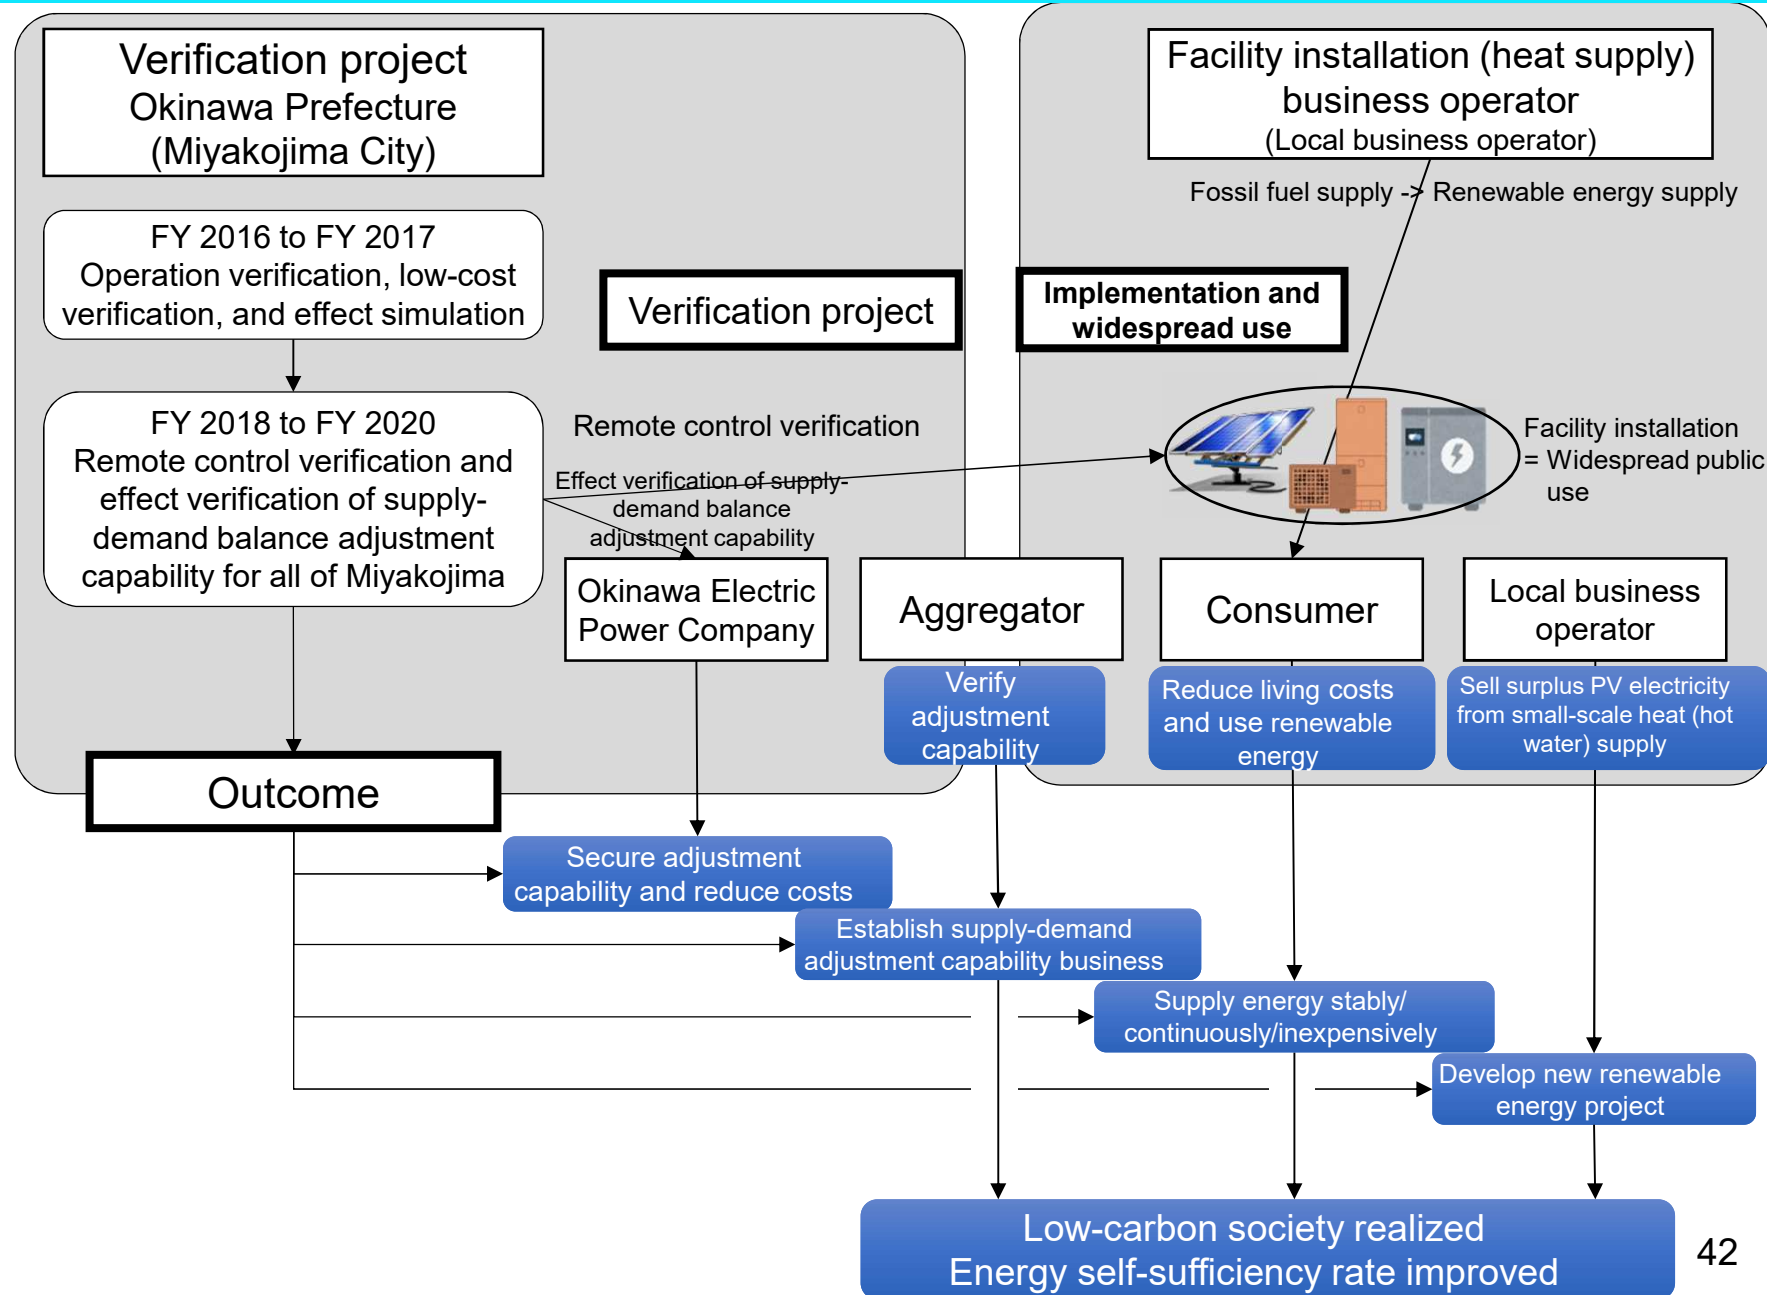 Verification project
Okinawa Prefecture
(Miyakojima City)
FY 2016 to FY 2017
Operation verification, low-cost
verification, and effect simulation
Verification project
FY 2018 to FY 2020
Remote control verification and
effect verification of supply-
demand balance adjustment
capability for all of Miyakojima
Remote control verification
Effect verification of supply-
demand balance
adjustment capability
Facility installation (heat supply)
business operator
(Local business operator)
Fossil fuel supply -> Renewable energy supply
Implementation and
widespread use
Facility installation
= Widespread public
use
Okinawa Electric
Power Company
Aggregator
Consumer
Local business
operator
Verify
adjustment
capability
Reduce living costs
and use renewable
energy
Sell surplus PV electricity
from small-scale heat (hot
water) supply
Outcome
Secure adjustment
capability and reduce costs
Establish supply-demand
adjustment capability business
Supply energy stably/
continuously/inexpensively
Develop new renewable
energy project
Low-carbon society realized
Energy self-sufficiency rate improved
42